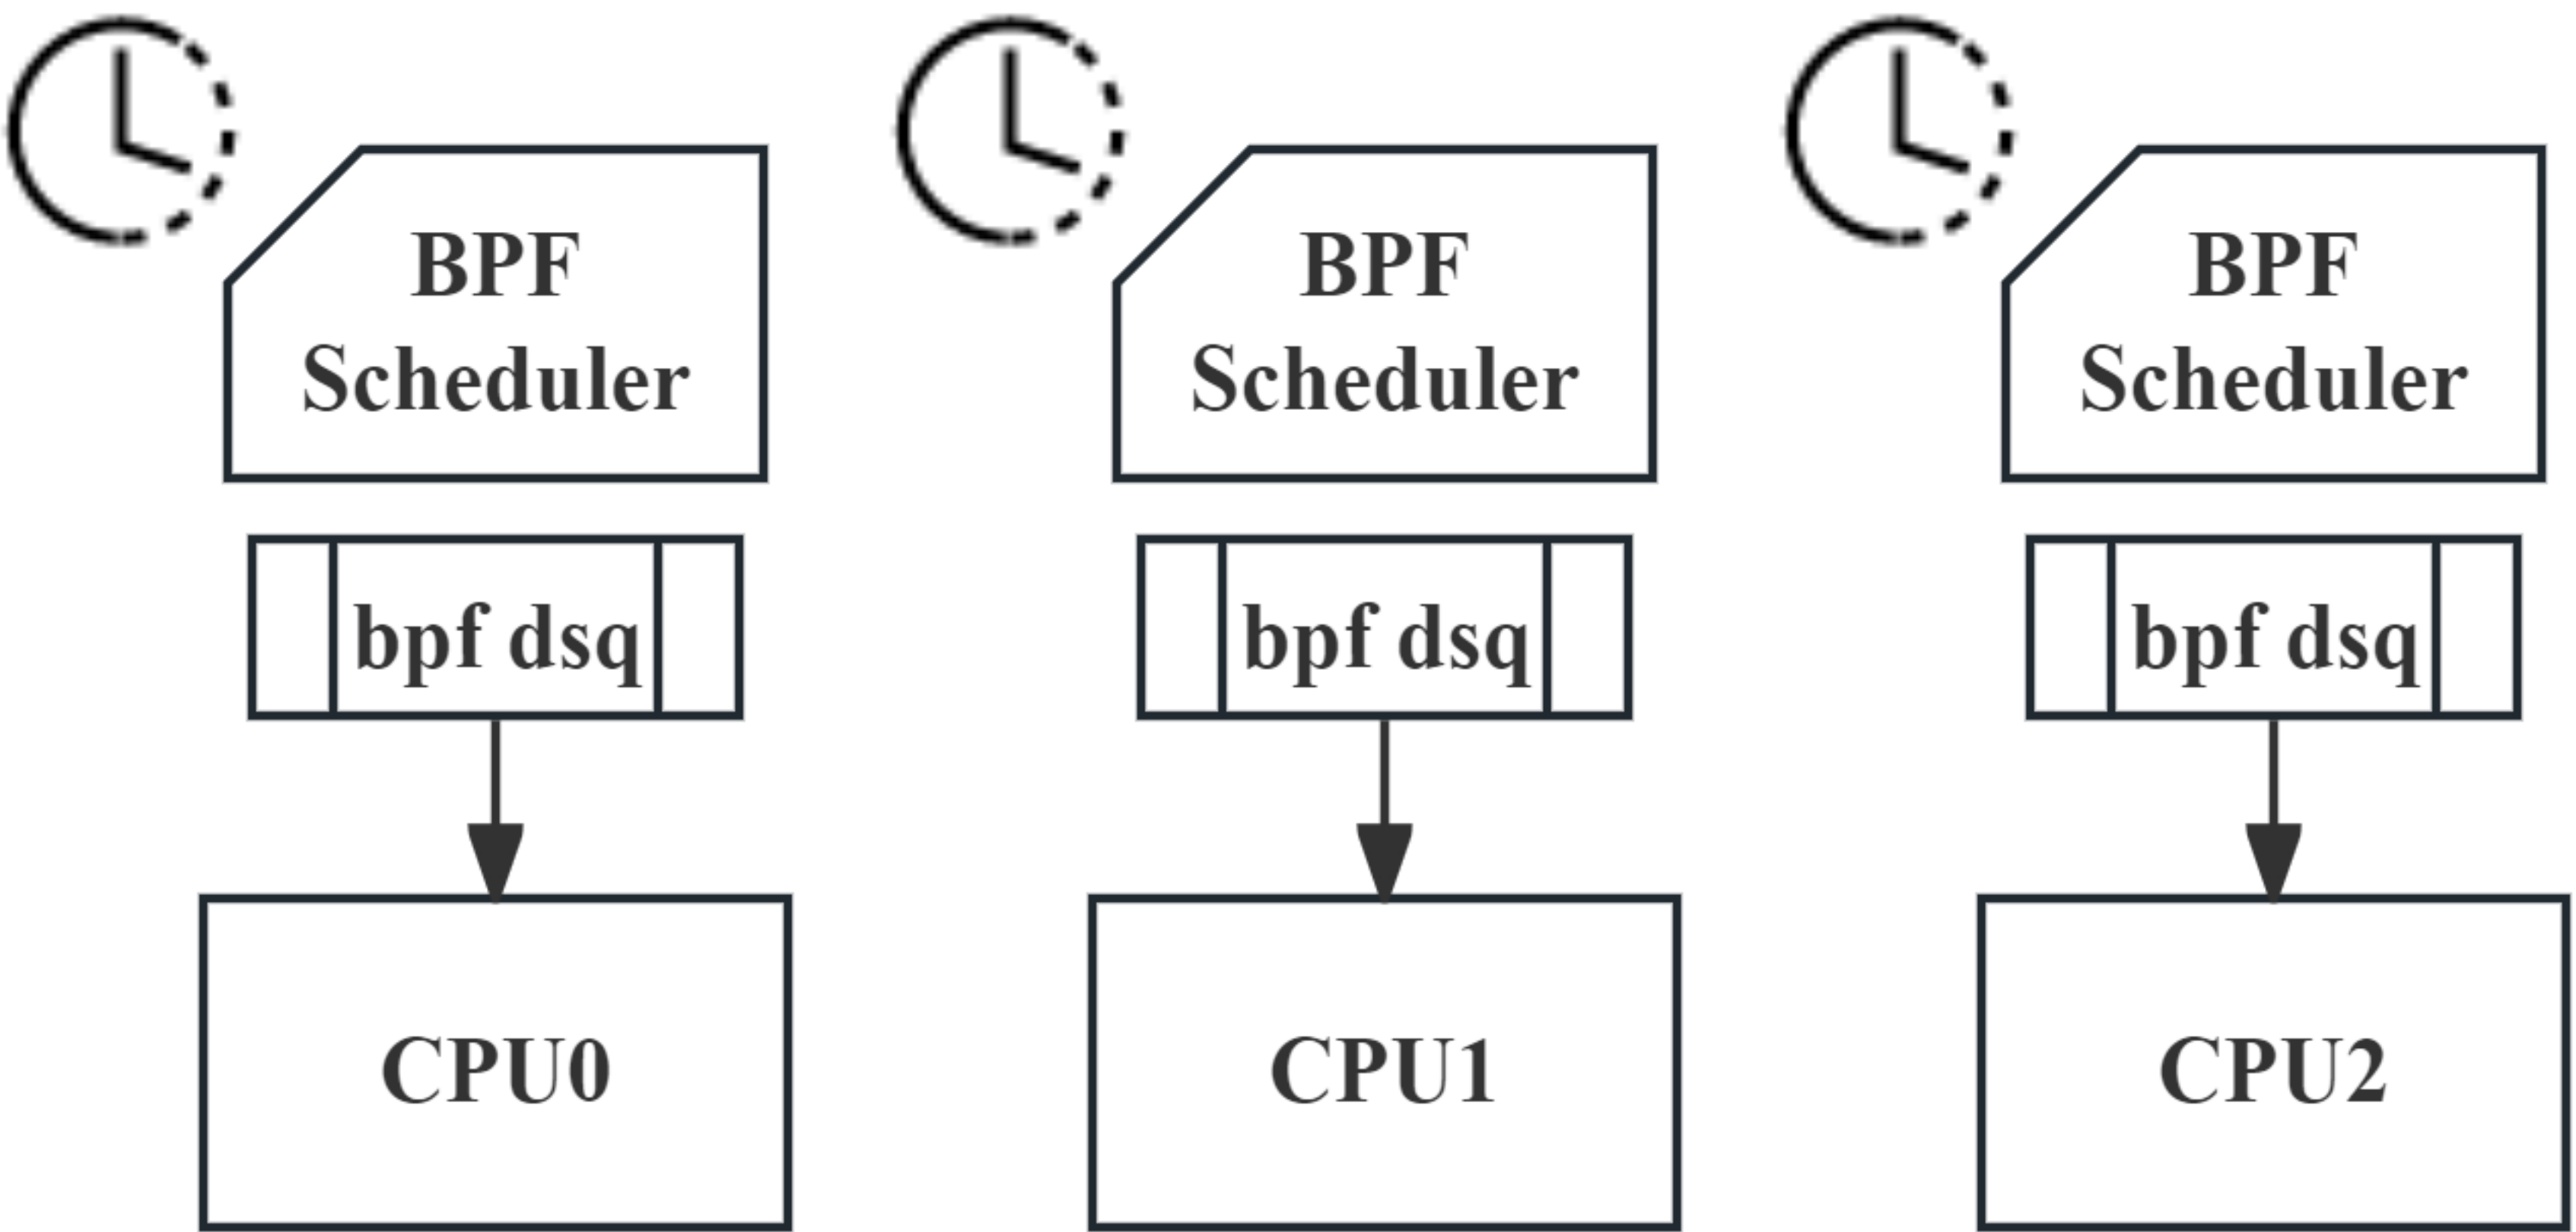 BPF
Scheduler
BPF
Scheduler
BPF
Scheduler
bpf dsq
bpf dsq
bpf dsq
CPU0
CPU1
CPU2